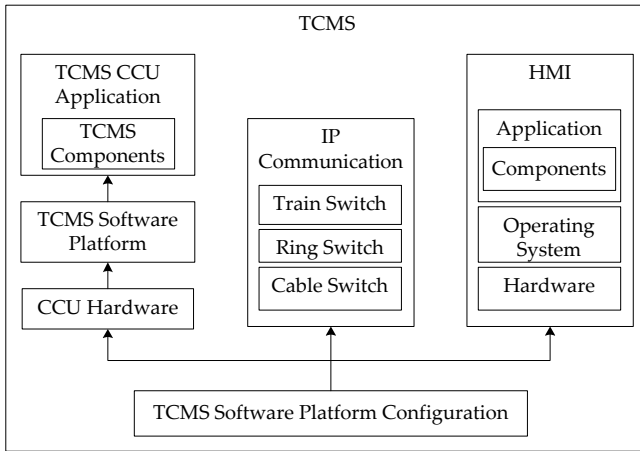 TCMS
TCMS CCU
Application
TCMS
Components
TCMS Software
Platform
CCU Hardware
IP
Communication
Train Switch
Ring Switch
Cable Switch
HMI
Application
Components
Operating
System
Hardware
TCMS Software Platform Configuration